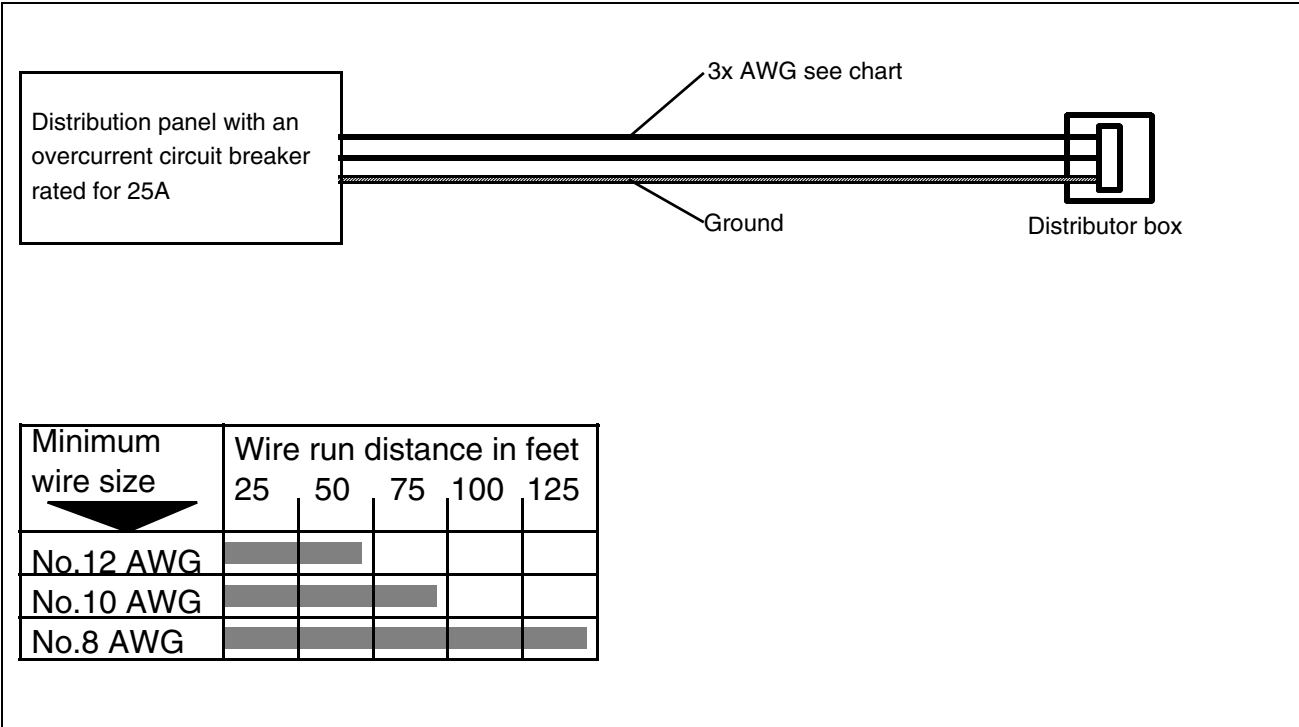 3x AWG see chart
Distribution panel with an
overcurrent circuit breaker
rated for 25A
Ground
Distributor box
Minimum
wire size
Wire run distance in feet
25 50 75 100 125
No.12 AWG
No.10 AWG
No.8 AWG